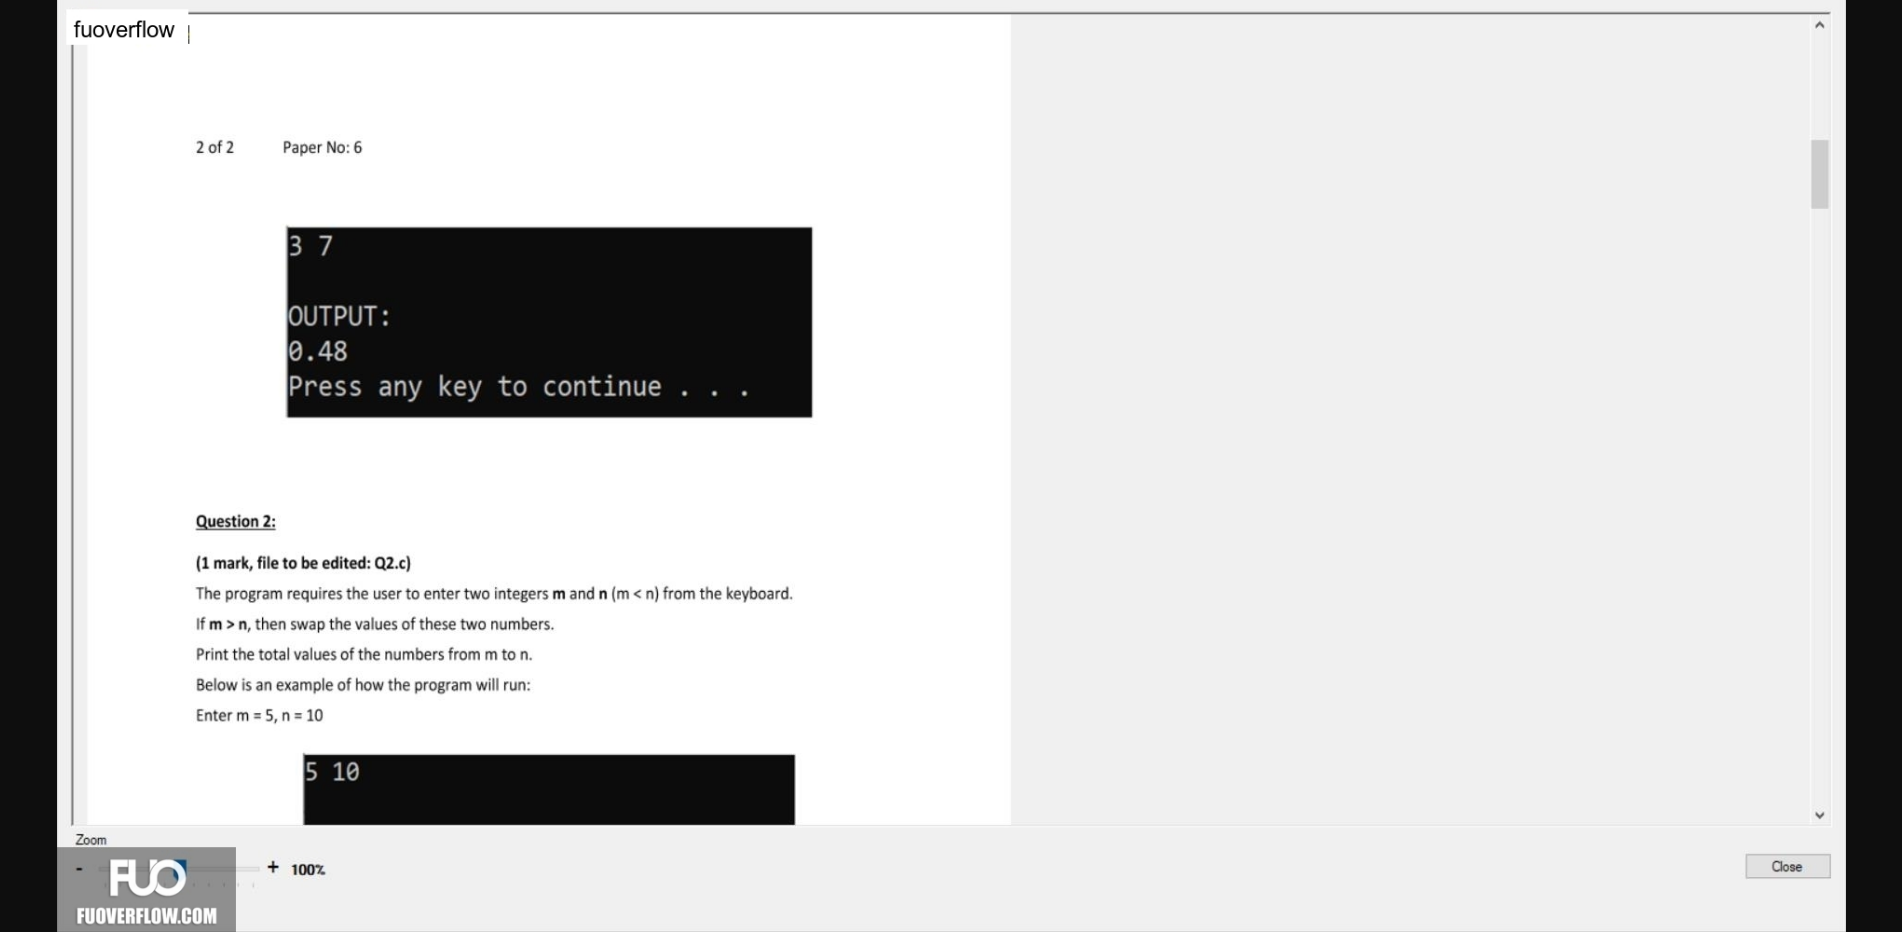 fuoverflow
2 of 2 Paper No: 6
3 7
OUTPUT:
0.48
Press any key to continue . . .
Question 2:
(1 mark, file to be edited: Q2.c)
The program requires the user to enter two integers m and n (m < n) from the keyboard.
If m > n, then swap the values of these two numbers.
Print the total values of the numbers from m to n.
Below is an example of how the program will run:
Enter m = 5, n = 10
5 10
Zoom
- + 100%
Close
FUO
FUOVERFLOW.COM